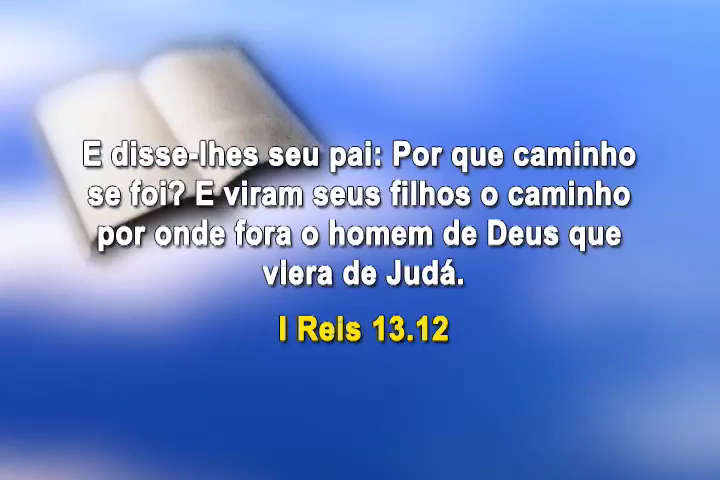 E disse-lhes seu pai: Por que caminho
se foi? E viram seus filhos o caminho
por onde fora o homem de Deus que
viera de Judá.
I Reis 13.12